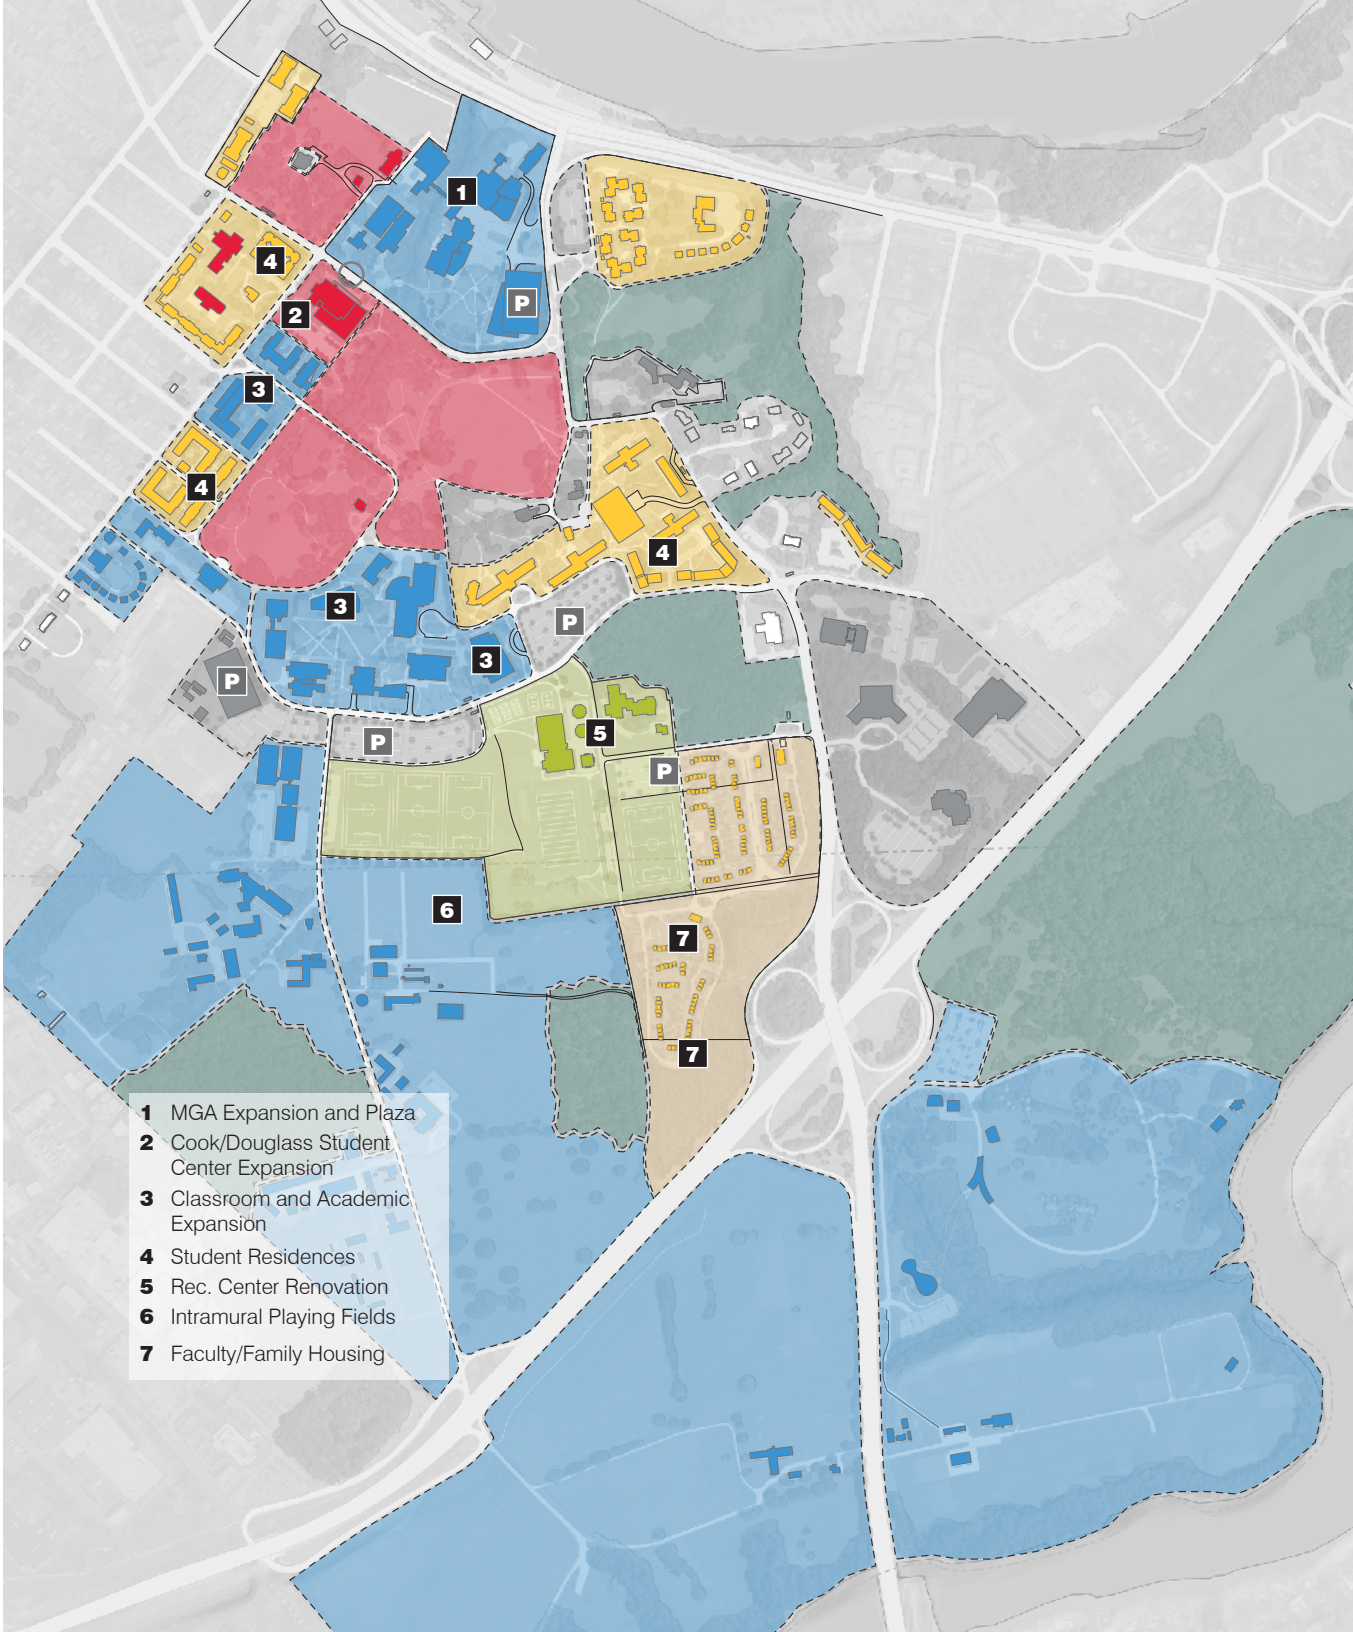 1
4
P
2
3
4
4
3
P
3
P
P
5
P
6
7
7
1 MGA Expansion and Plaza
2 Cook/Douglass Student
Center Expansion
3 Classroom and Academic
Expansion
4 Student Residences
5 Rec. Center Renovation
6 Intramural Playing Fields
7 Faculty/Family Housing